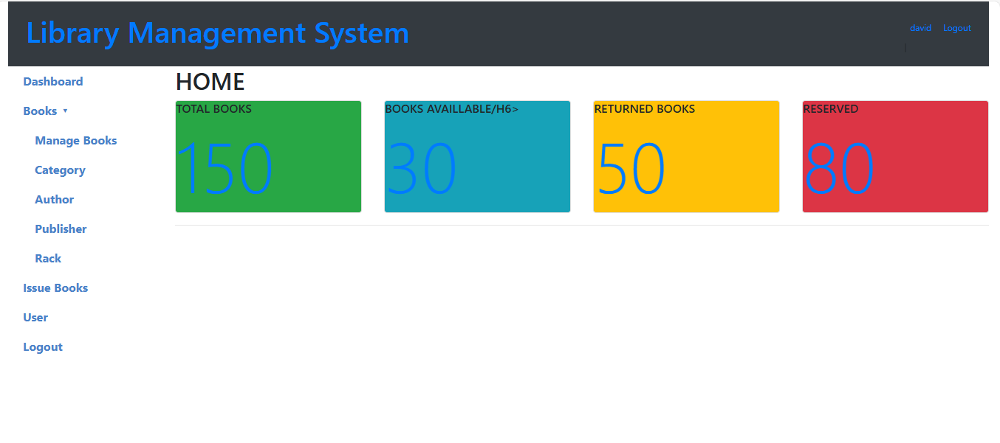 Library Management System
david Logout
|
Dashboard
Books ▾
Manage Books
Category
Author
Publisher
Rack
Issue Books
User
Logout
HOME
TOTAL BOOKS
150
BOOKS AVAILLABLE/H6>
30
RETURNED BOOKS
50
RESERVED
80